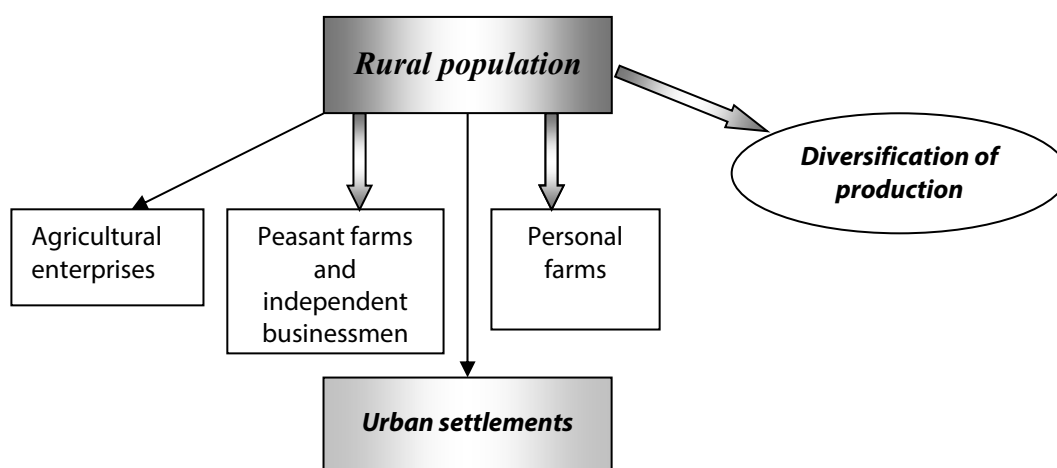 Rural population
Diversification of
production
Agricultural
enterprises
Peasant farms
and
independent
businessmen
Personal
farms
Urban settlements